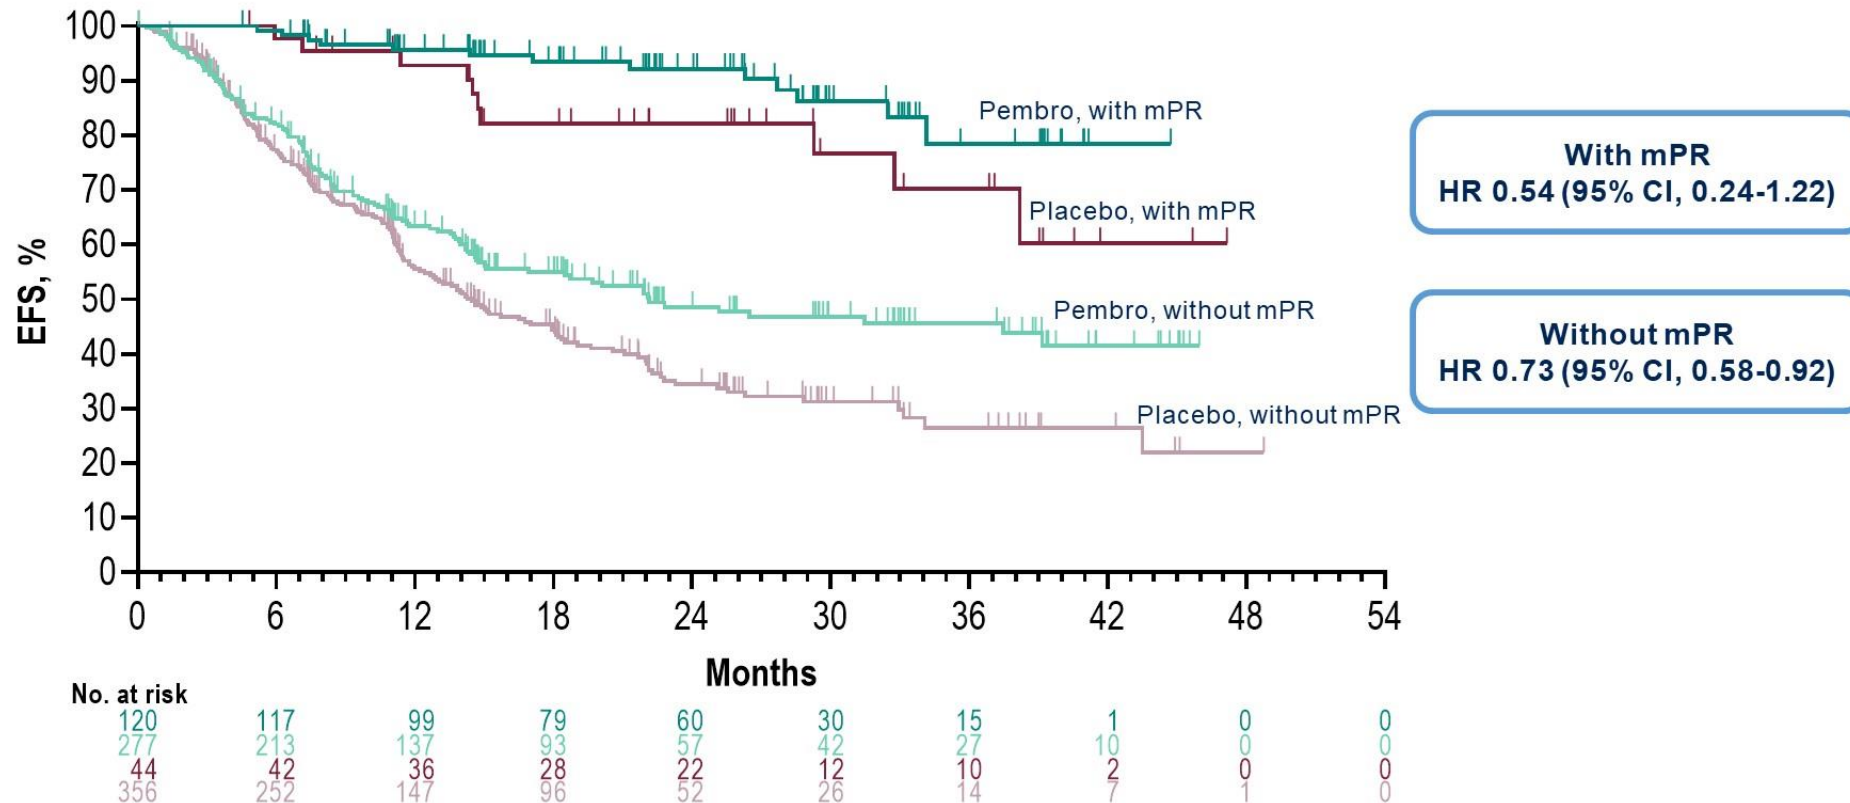 EFS, %
100
90
80
70
60
50
40
30
20
10
0
Pembro, with mPR
Placebo, with mPR
Pembro, without mPR
Placebo, without mPR
With mPR
HR 0.54 (95% CI, 0.24-1.22)
Without mPR
HR 0.73 (95% CI, 0.58-0.92)
0 6 12 18 24 30 36 42 48 54
Months
No. at risk
120 117 99 79 60 30 15 1 0 0
277 213 137 93 57 42 27 10 0 0
44 42 36 28 22 12 10 2 0 0
356 252 147 96 52 26 14 7 1 0